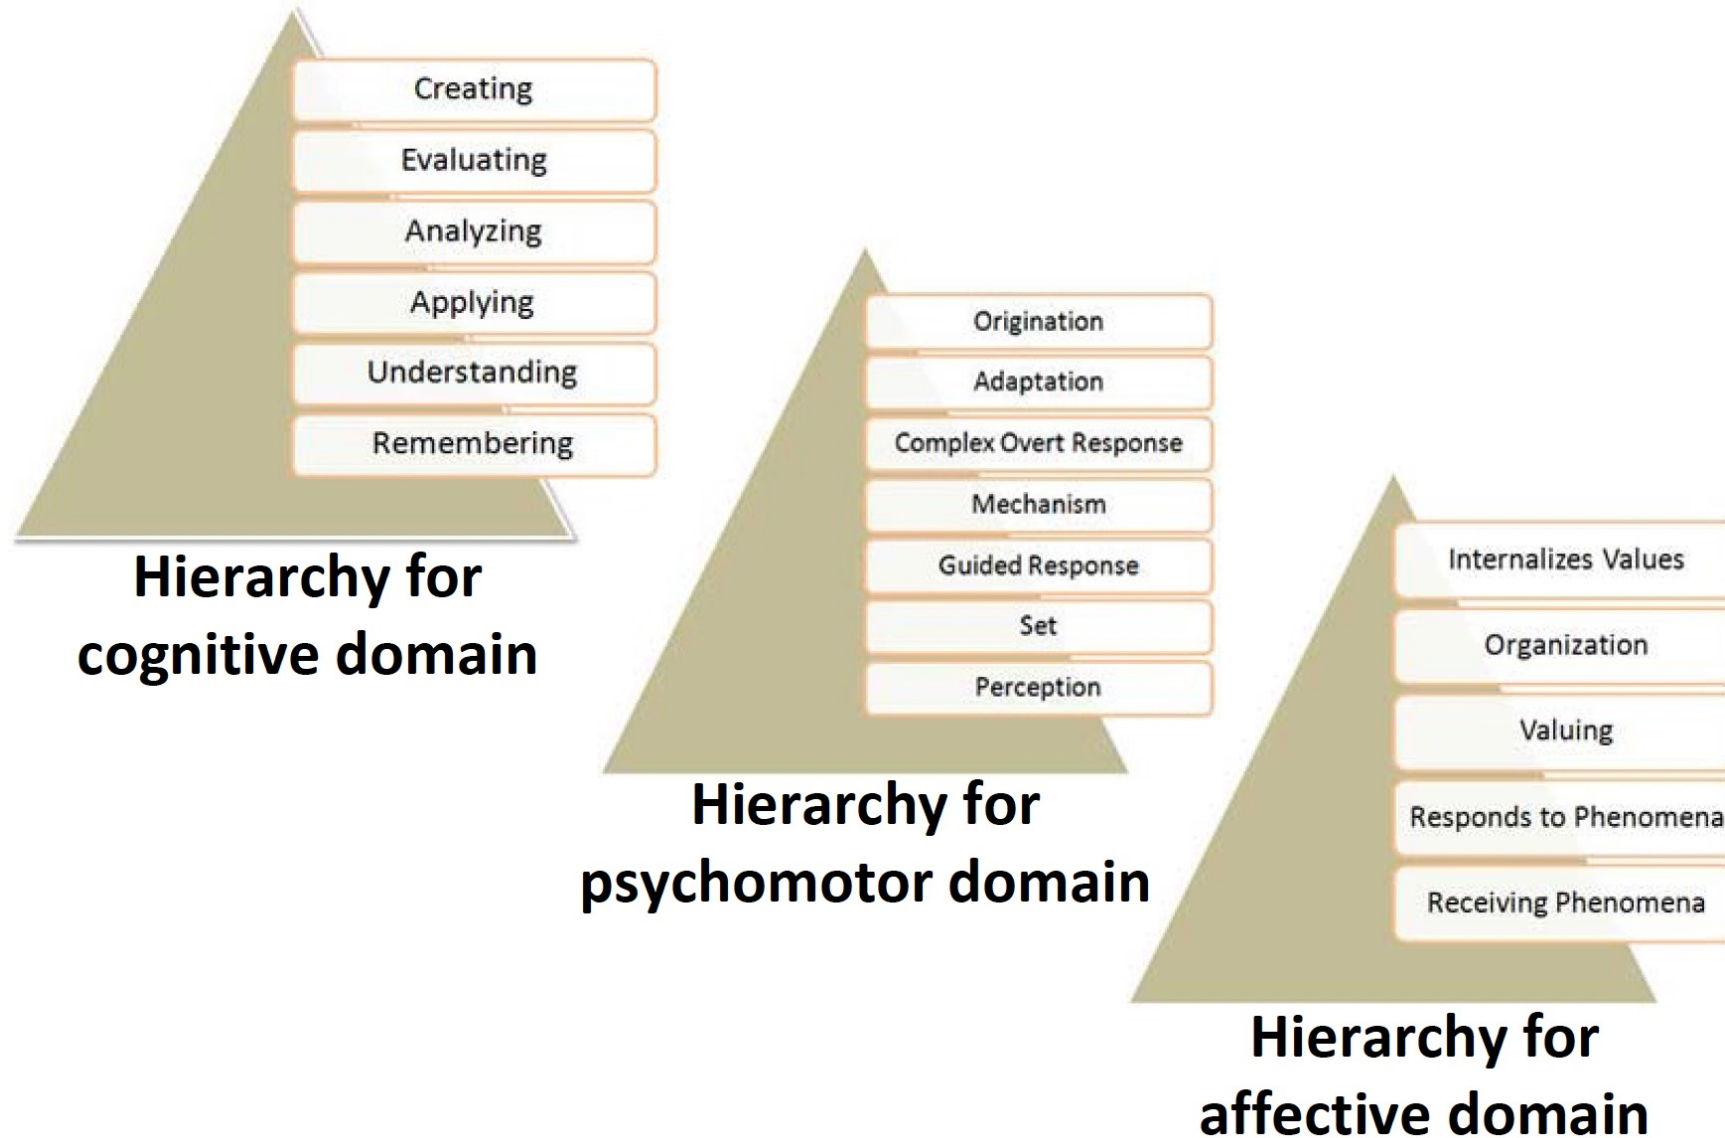 Creating
Evaluating
Analyzing
Applying
Understanding
Remembering
Hierarchy for
cognitive domain
Origination
Adaptation
Complex Overt Response
Mechanism
Guided Response
Set
Perception
Hierarchy for
psychomotor domain
Internalizes Values
Organization
Valuing
Responds to Phenomena
Receiving Phenomena
Hierarchy for
affective domain